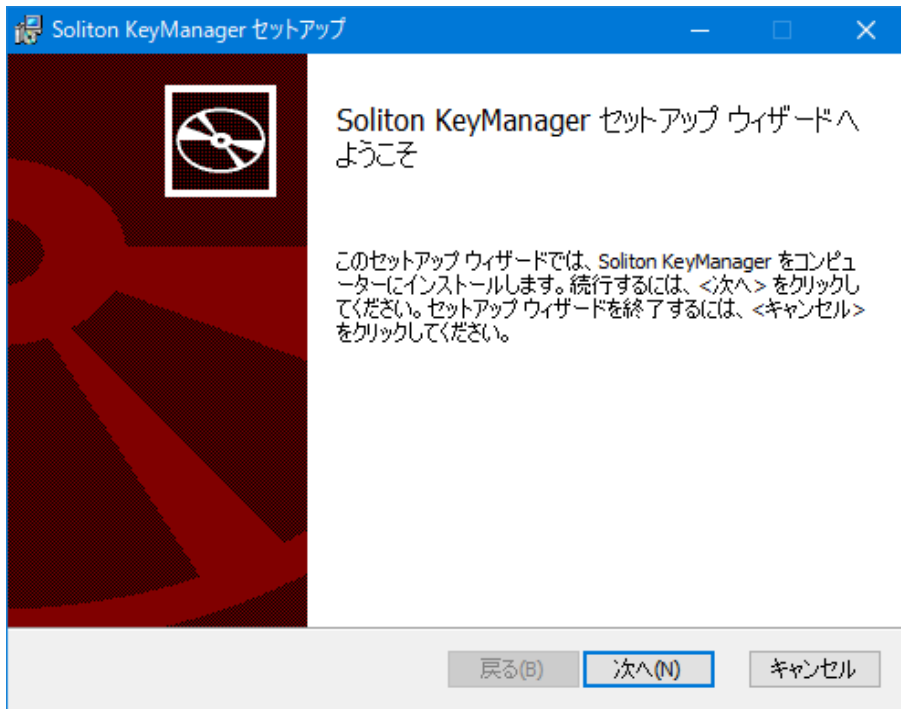 Soliton KeyManager セットアップ
Soliton KeyManager セットアップ ウィザードへ
ようこそ
このセットアップ ウィザードでは、Soliton KeyManager をコンピュ
ーターにインストールします。続行するには、<次へ> をクリックし
てください。セットアップ ウィザードを終了するには、<キャンセル>
をクリックしてください。
戻る(B)
次へ(N)
キャンセル